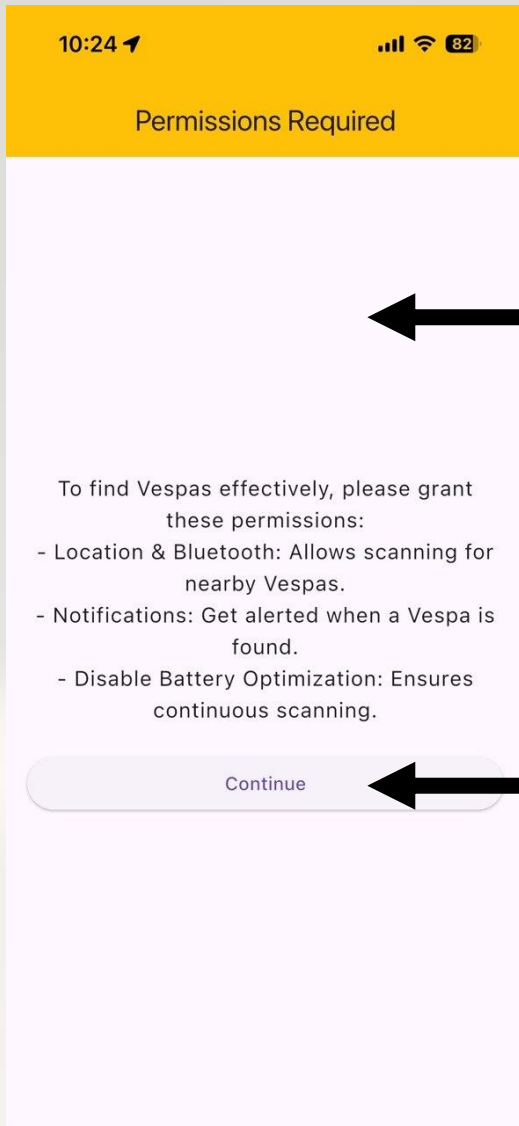 10:24
82
Permissions Required
To find Vespas effectively, please grant
these permissions:
- Location & Bluetooth: Allows scanning for
nearby Vespas.
- Notifications: Get alerted when a Vespa is
found.
- Disable Battery Optimization: Ensures
continuous scanning.
Continue